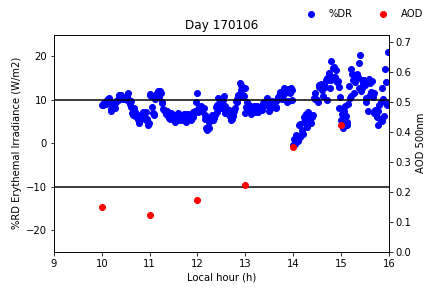 %DR AOD
Day 170106
%RD Erythemal Irradiance (W/m2)
20
10
0
−10
−20
0.7
0.6
0.5
0.4
0.3
0.2
0.1
0.0
AOD 500nm
9 10 11 12 13 14 15 16
Local hour (h)